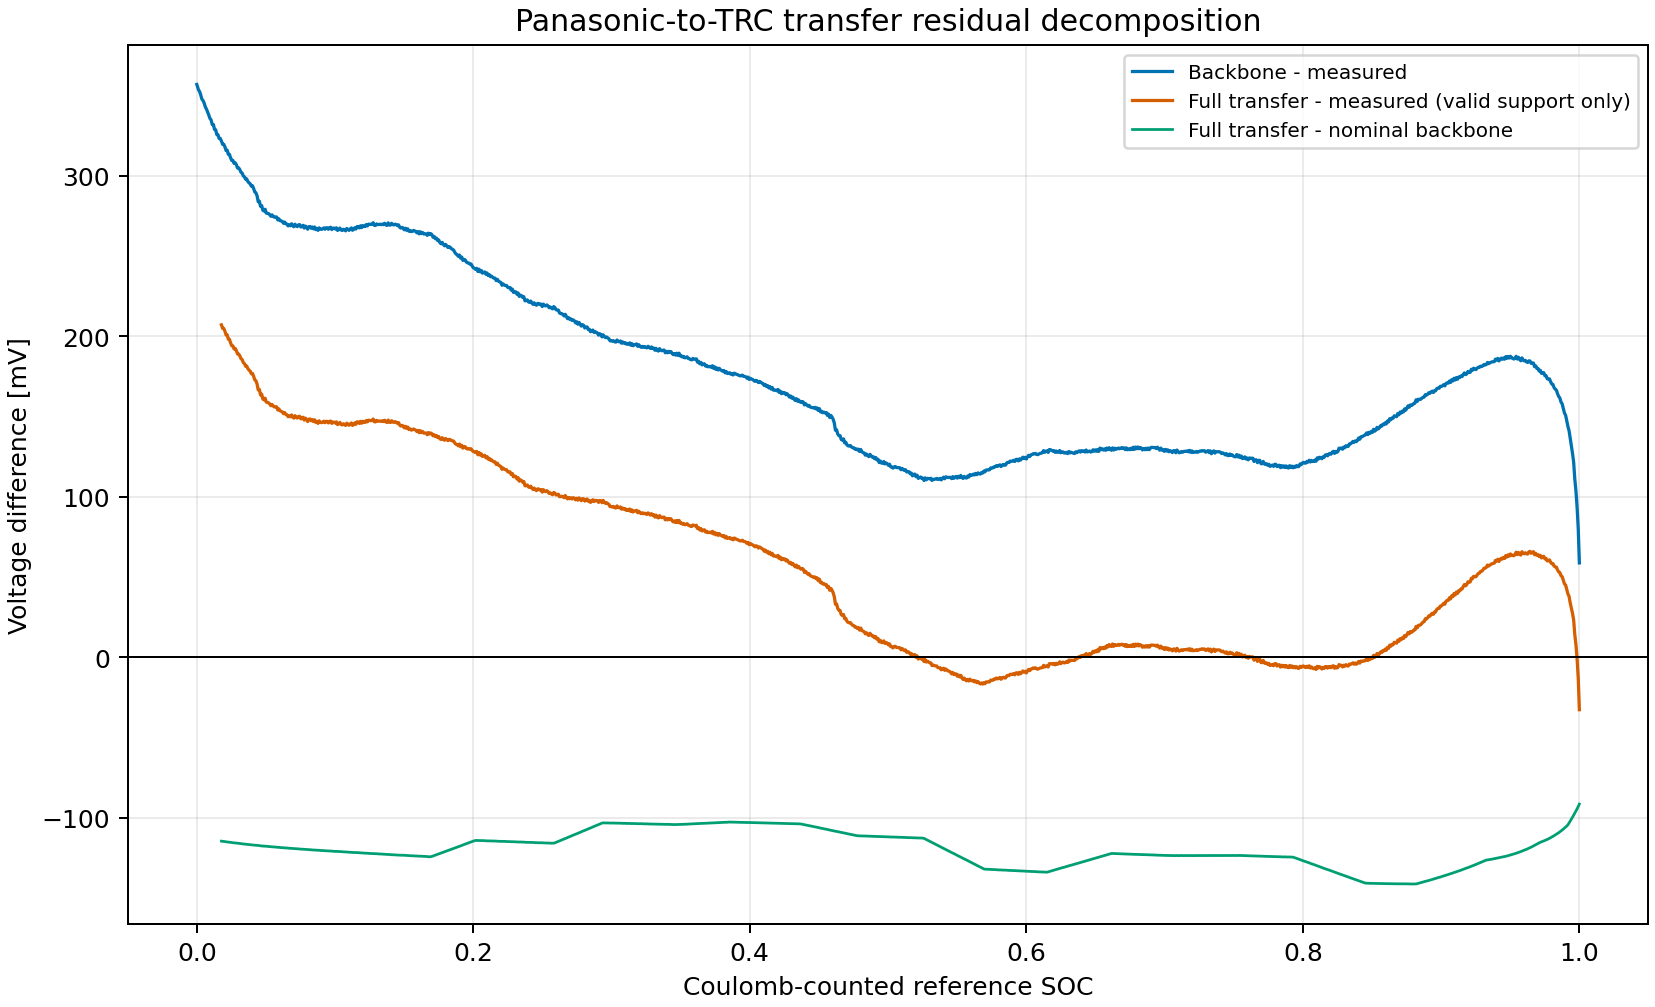 Panasonic-to-TRC transfer residual decomposition
Backbone - measured
Full transfer - measured (valid support only)
Full transfer - nominal backbone
Voltage difference [mV]
300
200
100
0
−100
0.0
0.2
0.4
0.6
0.8
1.0
Coulomb-counted reference SOC